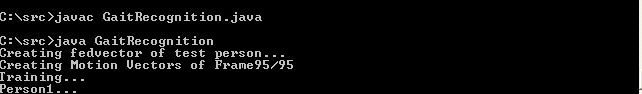 C:\src>javac GaitRecognition.java
C:\src>java GaitRecognition
Creating fedvector of test person...
Creating Motion Vectors of Frame95/95
Training...
Person1...